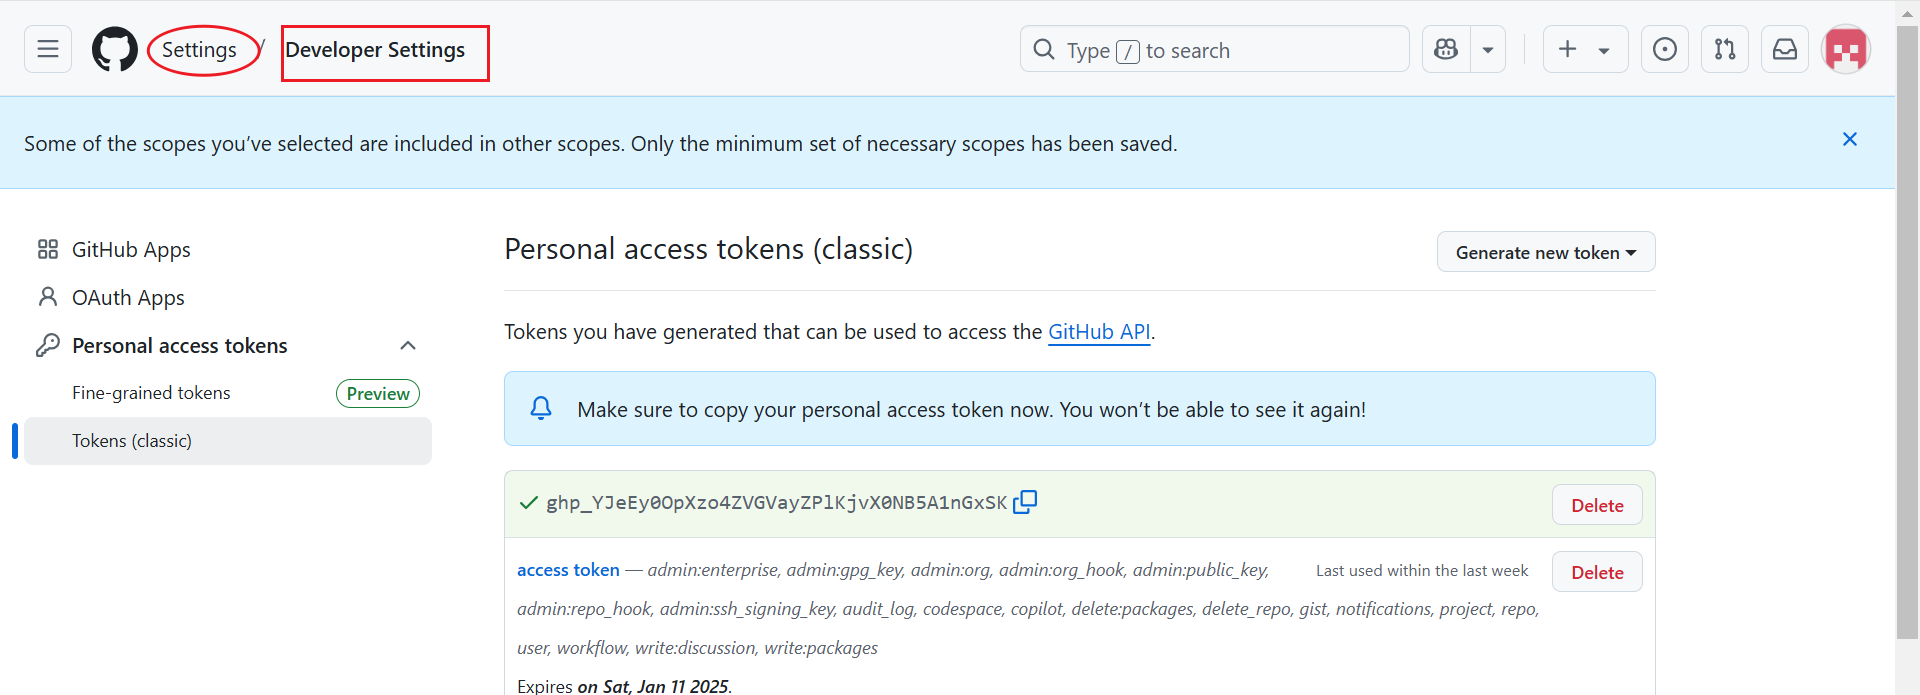 Settings / Developer Settings
Type / to search
Some of the scopes you’ve selected are included in other scopes. Only the minimum set of necessary scopes has been saved.
GitHub Apps
OAuth Apps
Personal access tokens
Fine-grained tokens Preview
Tokens (classic)
Personal access tokens (classic)
Generate new token
Tokens you have generated that can be used to access the GitHub API.
Make sure to copy your personal access token now. You won’t be able to see it again!
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
Delete
access token — admin:enterprise, admin:gpg_key, admin:org, admin:org_hook, admin:public_key,
Last used within the last week
Delete
admin:repo_hook, admin:ssh_signing_key, audit_log, codespace, copilot, delete:packages, delete_repo, gist, notifications, project, repo,
user, workflow, write:discussion, write:packages
Expires on Sat, Jan 11 2025.